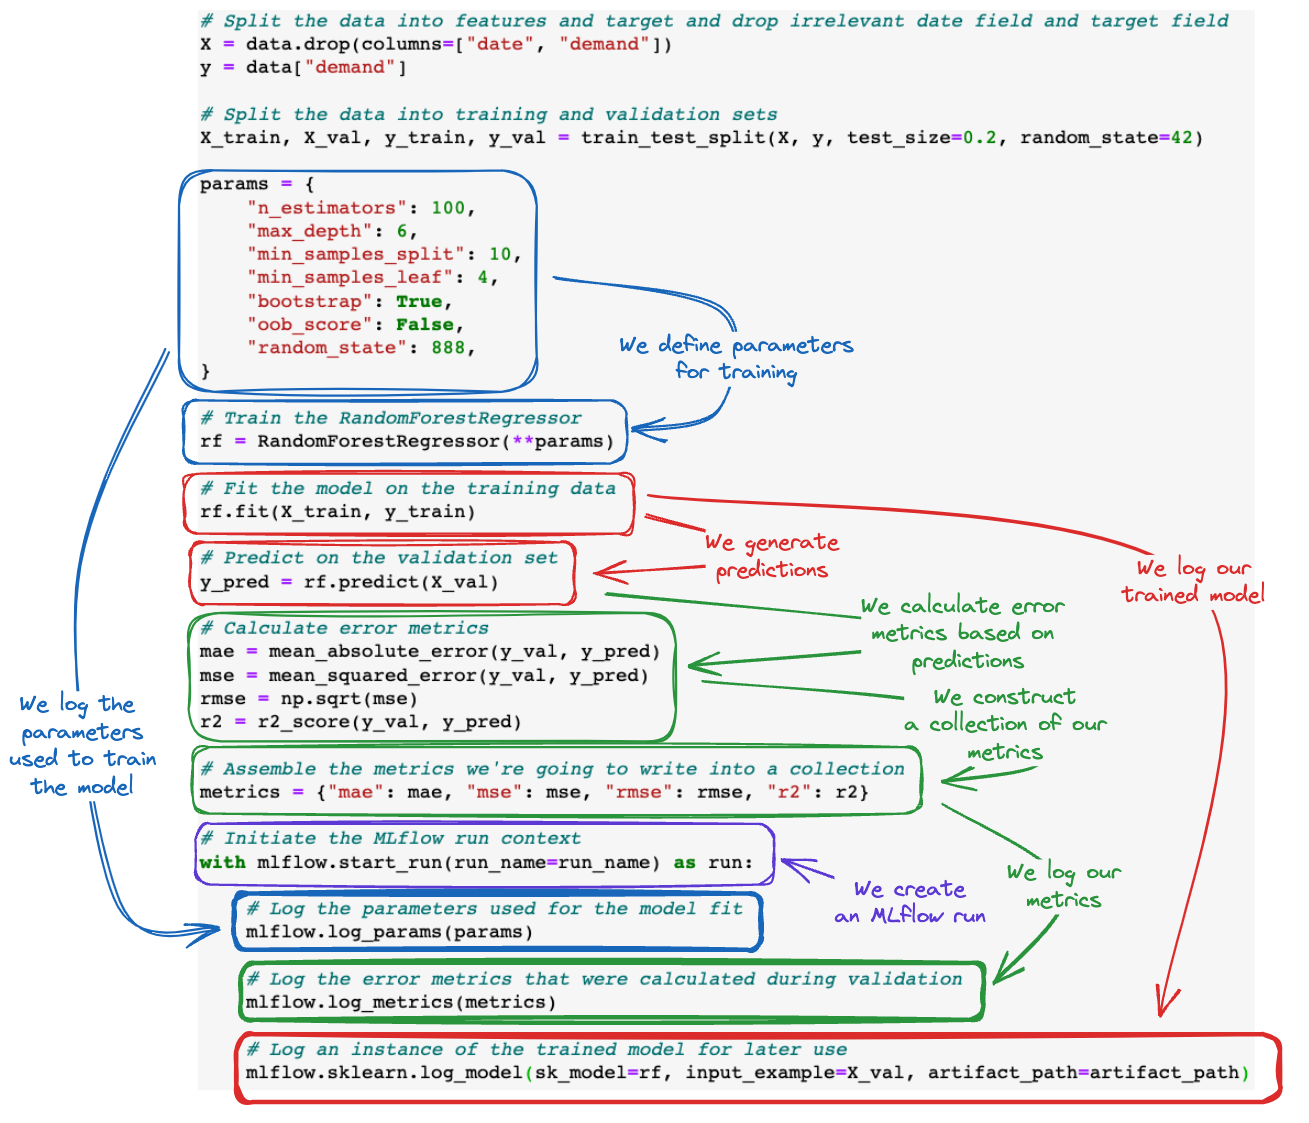 # Split the data into features and target and drop irrelevant date field and target field
X = data.drop(columns=["date", "demand"])
y = data["demand"]
# Split the data into training and validation sets
X_train, X_val, y_train, y_val = train_test_split(X, y, test_size=0.2, random_state=42)
params = {
"n_estimators": 100,
"max_depth": 6,
"min_samples_split": 10,
"min_samples_leaf": 4,
"bootstrap": True,
"oob_score": False,
"random_state": 888,
}
We define parameters
for training
# Train the RandomForestRegressor
rf = RandomForestRegressor(**params)
# Fit the model on the training data
rf.fit(X_train, y_train)
We generate
predictions
We log our
trained model
# Predict on the validation set
y_pred = rf.predict(X_val)
We calculate error
metrics based on
predictions
# Calculate error metrics
mae = mean_absolute_error(y_val, y_pred)
mse = mean_squared_error(y_val, y_pred)
rmse = np.sqrt(mse)
r2 = r2_score(y_val, y_pred)
We construct
a collection of our
metrics
We log the
parameters
used to train
the model
# Assemble the metrics we're going to write into a collection
metrics = {"mae": mae, "mse": mse, "rmse": rmse, "r2": r2}
# Initiate the MLflow run context
with mlflow.start_run(run_name=run_name) as run:
We create
an MLflow run
We log our
metrics
# Log the parameters used for the model fit
mlflow.log_params(params)
# Log the error metrics that were calculated during validation
mlflow.log_metrics(metrics)
# Log an instance of the trained model for later use
mlflow.sklearn.log_model(sk_model=rf, input_example=X_val, artifact_path=artifact_path)